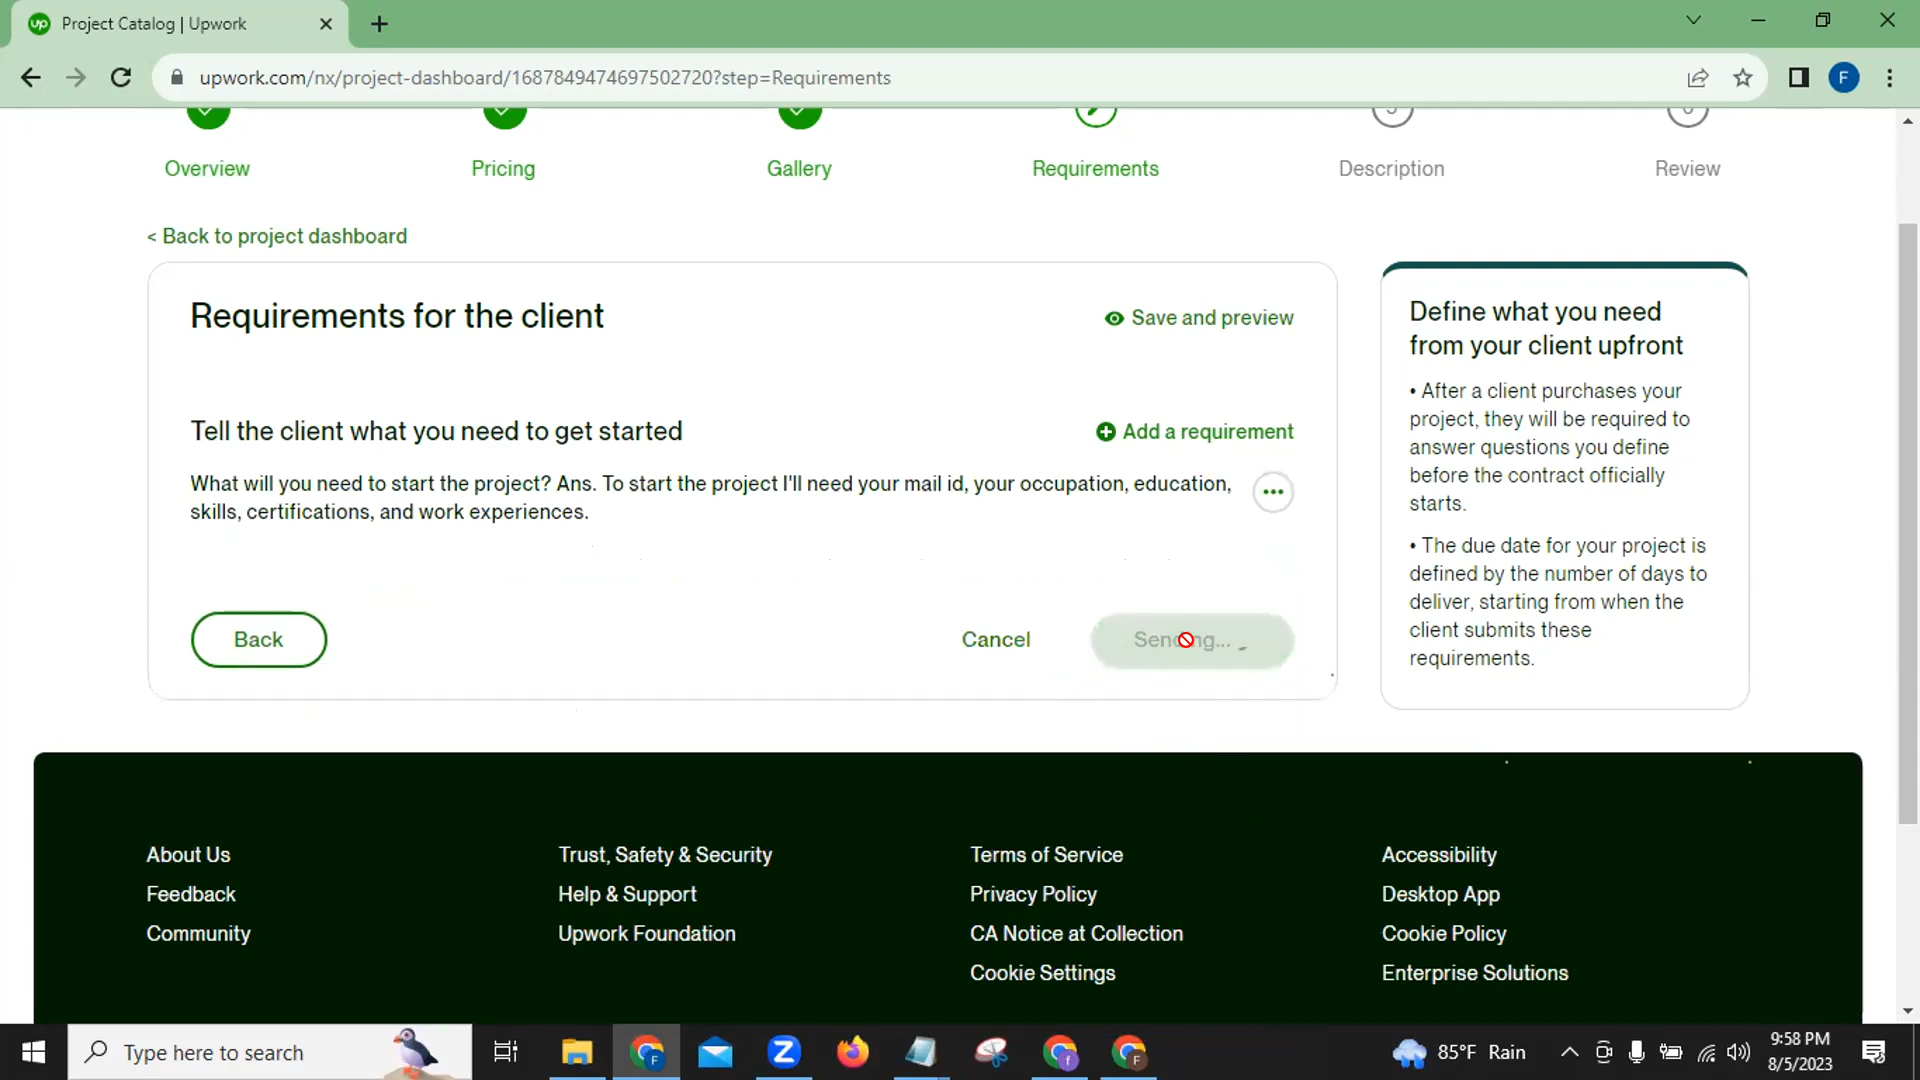 Project Catalog | Upwork
upwork.com/nx/project-dashboard/1687849474697502720?step=Requirements
F
Overview
Pricing
Gallery
Requirements
Description
Review
< Back to project dashboard
Requirements for the client
Save and preview
Tell the client what you need to get started
Add a requirement
What will you need to start the project? Ans. To start the project I'll need your mail id, your occupation, education,
skills, certifications, and work experiences.
Back
Cancel
Sending...
Define what you need
from your client upfront
• After a client purchases your
project, they will be required to
answer questions you define
before the contract officially
starts.
• The due date for your project is
defined by the number of days to
deliver, starting from when the
client submits these
requirements.
About Us
Feedback
Community
Trust, Safety & Security
Help & Support
Upwork Foundation
Terms of Service
Privacy Policy
CA Notice at Collection
Cookie Settings
Accessibility
Desktop App
Cookie Policy
Enterprise Solutions
Type here to search
85°F Rain
9:58 PM
8/5/2023